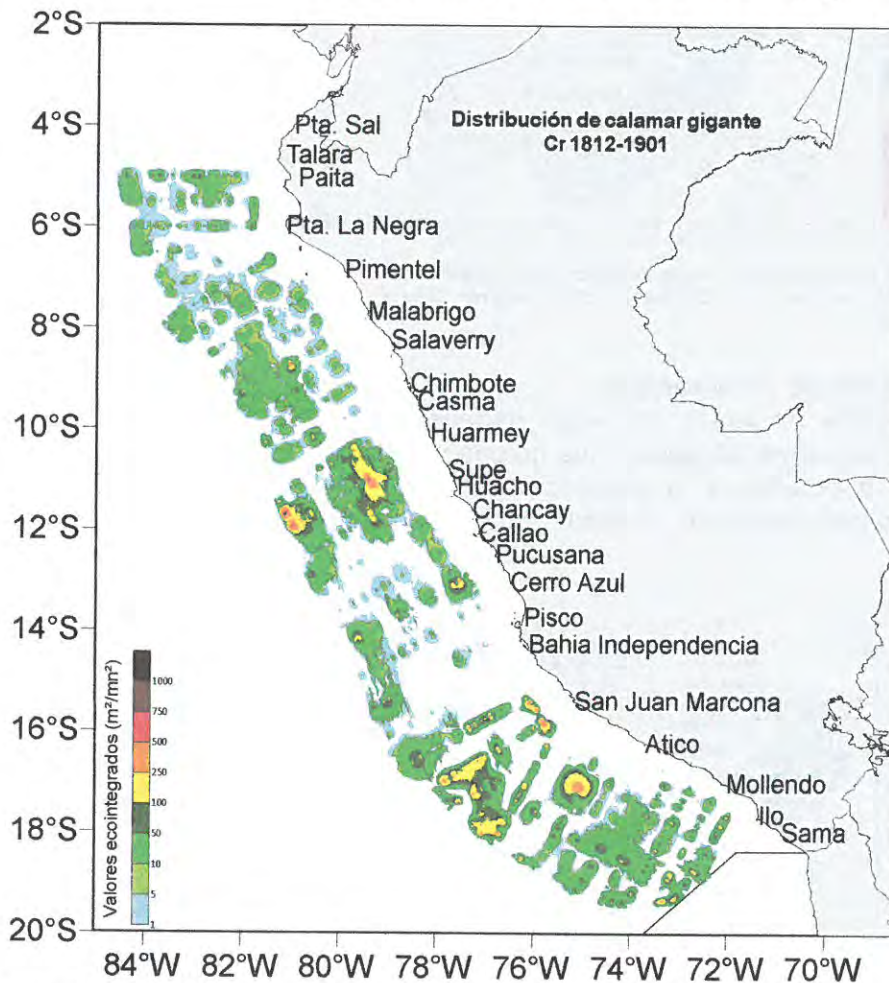 2°S
4°S
6°S
8°S
10°S
12°S
14°S
16°S
18°S
20°S
Distribución de calamar gigante
Cr 1812-1901
Pta. Sal
Talara
Paita
Pta. La Negra
Pimentel
Malabrigo
Salaverry
Chimbote
Casma
Huarmey
Supe
Huacho
Chancay
Callao
Pucusana
Cerro Azul
Pisco
Bahia Independencia
San Juan Marcona
Atico
Mollendo
Ilo
Sama
Valores ecointegrados (m²/mn²)
1000
750
500
250
100
50
10
5
1
84°W 82°W 80°W 78°W 76°W 74°W 72°W 70°W